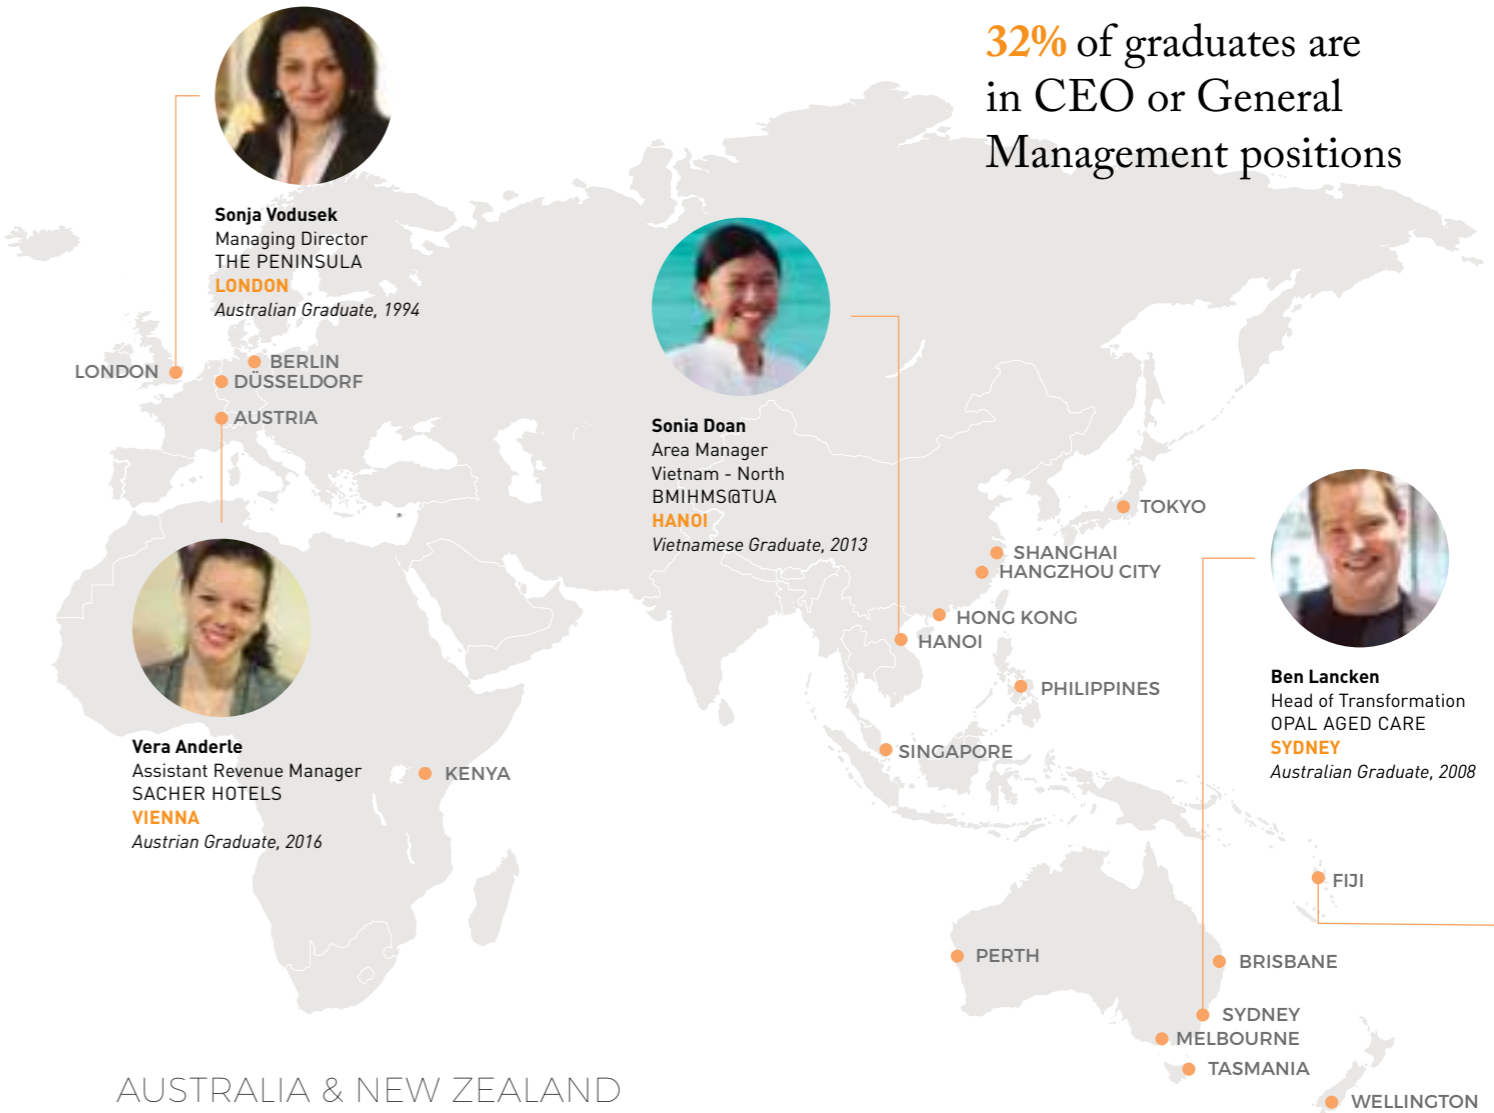 32% of graduates are
in CEO or General
Management positions
Sonja Vodusek
Managing Director
THE PENINSULA
LONDON
Australian Graduate, 1994
LONDON
BERLIN
DÜSSELDORF
AUSTRIA
Sonia Doan
Area Manager
Vietnam - North
BMIHMS@TUA
HANOI
Vietnamese Graduate, 2013
TOKYO
SHANGHAI
HANGZHOU CITY
HONG KONG
HANOI
PHILIPPINES
SINGAPORE
Ben Lancken
Head of Transformation
OPAL AGED CARE
SYDNEY
Australian Graduate, 2008
Vera Anderle
Assistant Revenue Manager
SACHER HOTELS
VIENNA
Austrian Graduate, 2016
KENYA
FIJI
PERTH
BRISBANE
SYDNEY
MELBOURNE
TASMANIA
WELLINGTON
AUSTRALIA & NEW ZEALAND